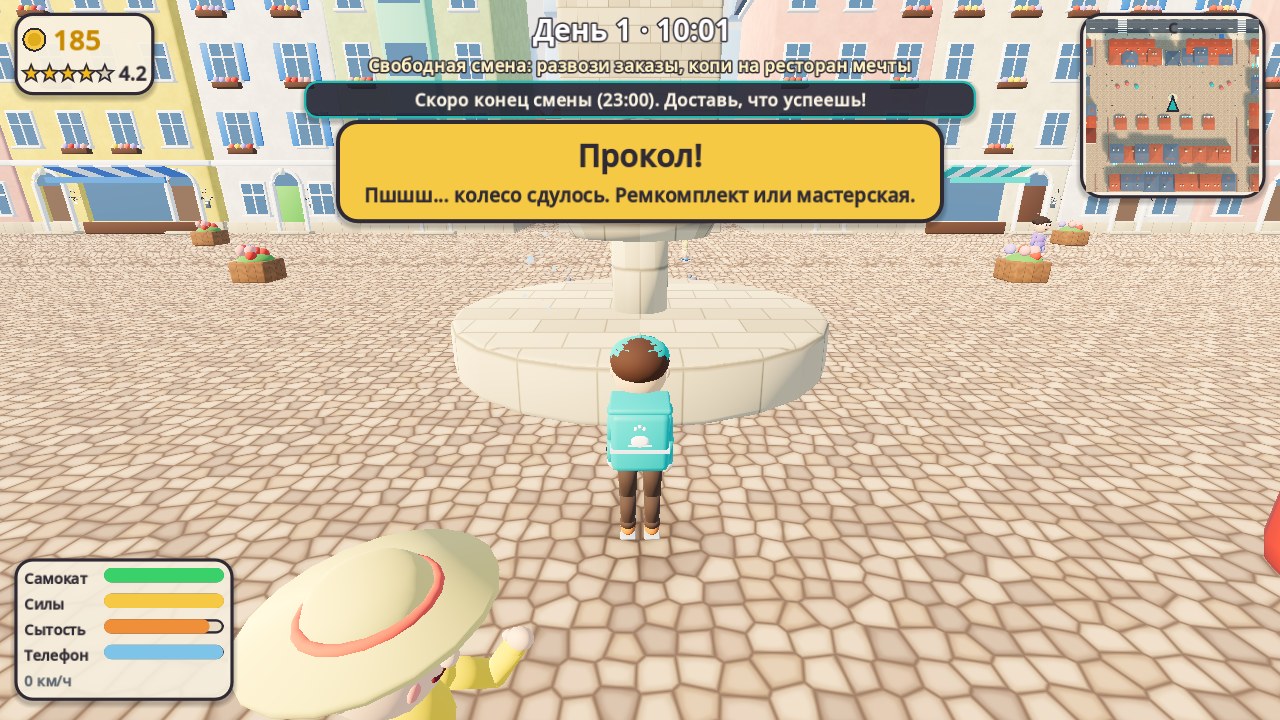 185
4.2
День 1 · 10:01
Свободная смена: развози заказы, копи на ресторан мечты
Скоро конец смены (23:00). Доставь, что успеешь!
Прокол!
Пшшш... колесо сдулось. Ремкомплект или мастерская.
С
Самокат
Силы
Сытость
Телефон
0 км/ч